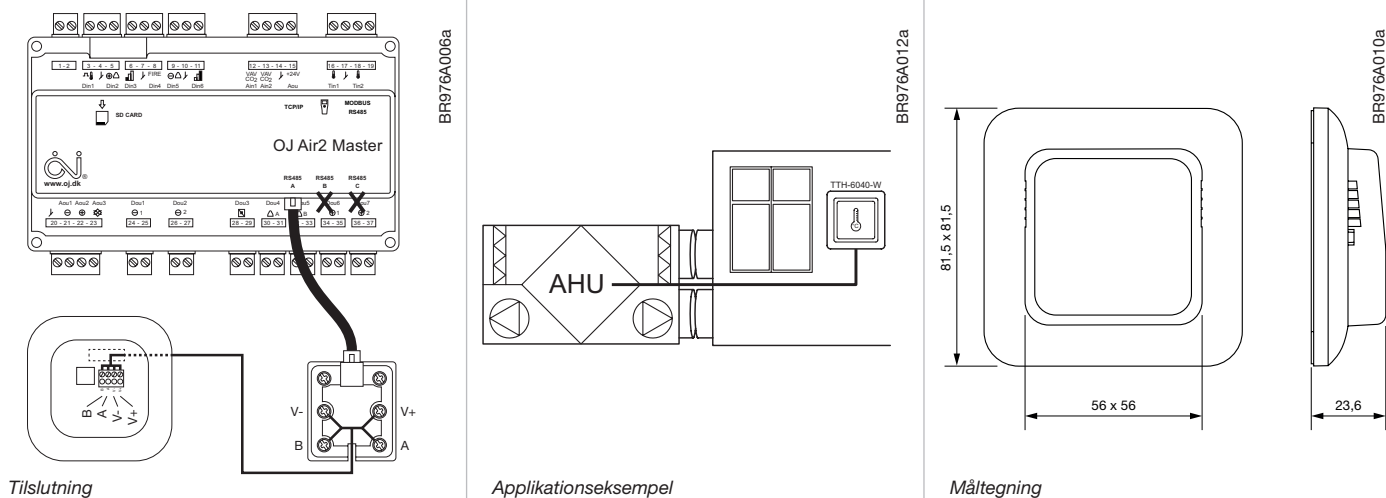 BR976A006a
1 - 2
3 - 4 - 5
6 - 7 - 8
9 - 10 - 11
12 - 13 - 14 - 15
16 - 17 - 18 - 19
FIRE
VAV VAV +24V
CO2 CO2
Din1 Din2 Din3 Din4 Din5 Din6
Ain1 Ain2 Aou
Tin1 Tin2
SD CARD
TCP/IP
MODBUS
RS485
OJ Air2 Master
®
www.oj.dk
RS485
A
RS485
B
RS485
C
Aou1 Aou2 Aou3
Dou1
Dou2
Dou3
Dou4
1
2
A
B
1
2
20 - 21 - 22 - 23
24 - 25
26 - 27
28 - 29
30 - 31
34 - 35
36 - 37
B
A
V-
V+
V-
V+
B
A
Tilslutning
BR976A012a
TTH-6040-W
C
AHU
Applikationseksempel
BR976A010a
81,5 x 81,5
56 x 56
23,6
Måltegning